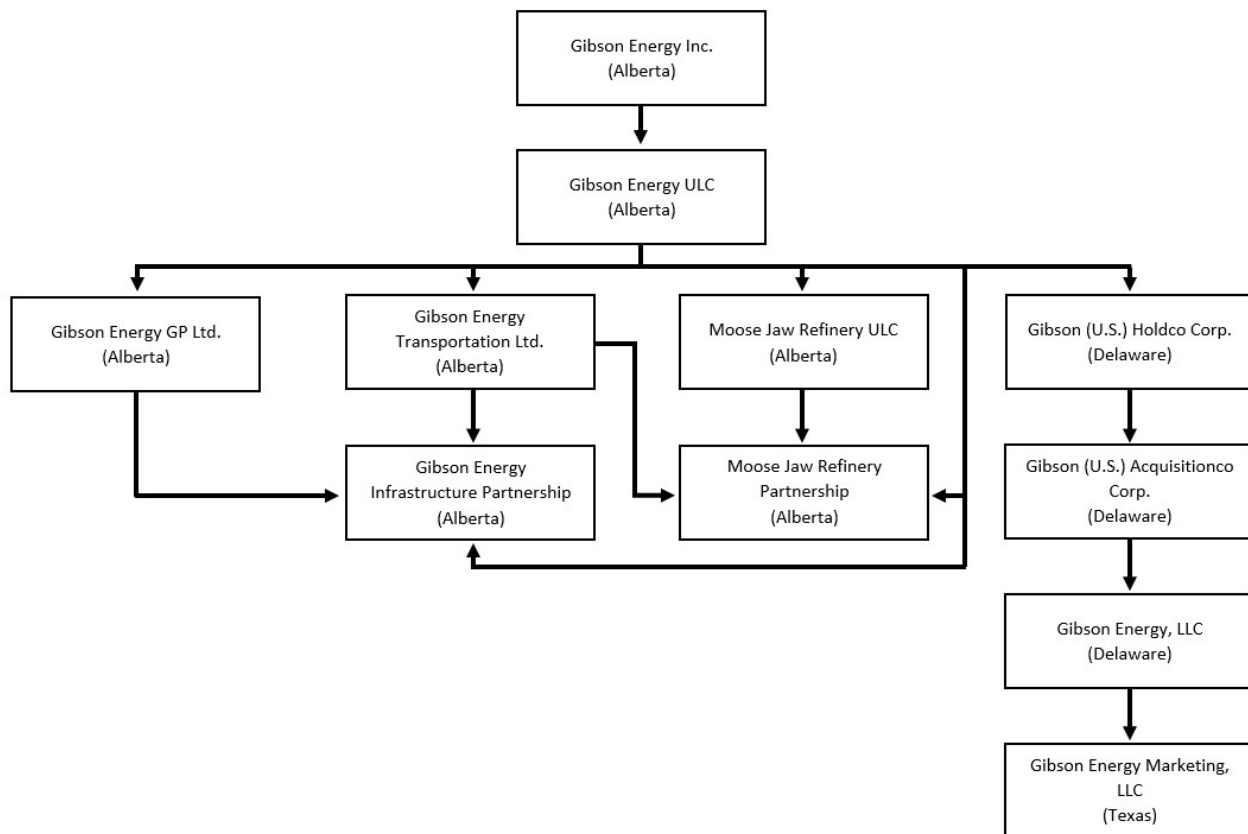 Gibson Energy Inc.
(Alberta)
Gibson Energy ULC
(Alberta)
Gibson Energy GP Ltd.
(Alberta)
Gibson Energy
Transportation Ltd.
(Alberta)
Moose Jaw Refinery ULC
(Alberta)
Gibson (U.S.) Holdco Corp.
(Delaware)
Gibson Energy
Infrastructure Partnership
(Alberta)
Moose Jaw Refinery
Partnership
(Alberta)
Gibson (U.S.) Acquisitionco
Corp.
(Delaware)
Gibson Energy, LLC
(Delaware)
Gibson Energy Marketing,
LLC
(Texas)